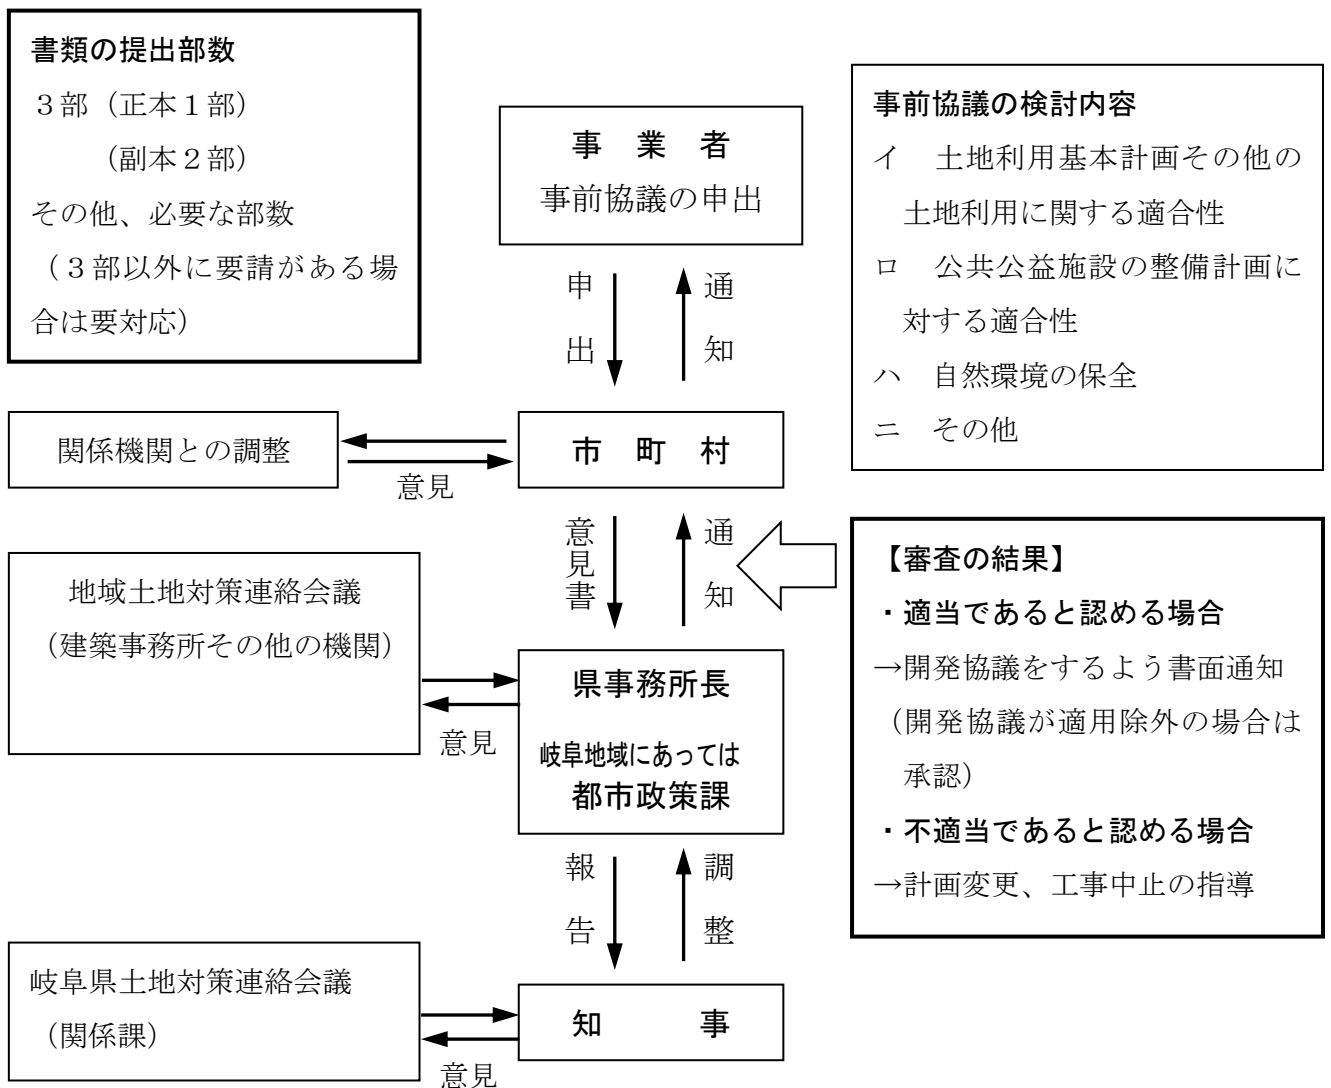 書類の提出部数
３部（正本１部）
（副本２部）
その他、必要な部数
（３部以外に要請がある場
合は要対応）
事　業　者
事前協議の申出
事前協議の検討内容
イ　土地利用基本計画その他の
土地利用に関する適合性
ロ　公共公益施設の整備計画に
対する適合性
ハ　自然環境の保全
ニ　その他
申出
通知
関係機関との調整
意見
市　町　村
意見書
通知
【審査の結果】
・適当であると認める場合
→開発協議をするよう書面通知
（開発協議が適用除外の場合は
承認）
・不適当であると認める場合
→計画変更、工事中止の指導
地域土地対策連絡会議
（建築事務所その他の機関）
意見
県事務所長
岐阜地域にあっては
都市政策課
報告
調整
岐阜県土地対策連絡会議
（関係課）
意見
知　　事